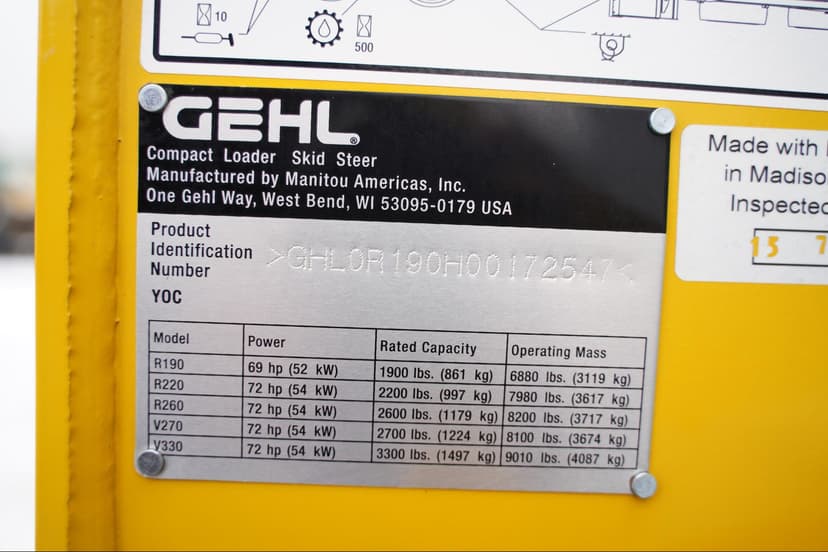 10
500
GEHL®
Compact Loader Skid Steer
Manufactured by Manitou Americas, Inc.
One Gehl Way, West Bend, WI 53095-0179 USA
Product
Identification
Number
>GHL0R190H00172547<
YOC
Model Power Rated Capacity Operating Mass
R190 69 hp (52 kW) 1900 lbs. (861 kg) 6880 lbs. (3119 kg)
R220 72 hp (54 kW) 2200 lbs. (997 kg) 7980 lbs. (3617 kg)
R260 72 hp (54 kW) 2600 lbs. (1179 kg) 8200 lbs. (3717 kg)
V270 72 hp (54 kW) 2700 lbs. (1224 kg) 8100 lbs. (3674 kg)
V330 72 hp (54 kW) 3300 lbs. (1497 kg) 9010 lbs. (4087 kg)
Made with
in
Inspected
15 7